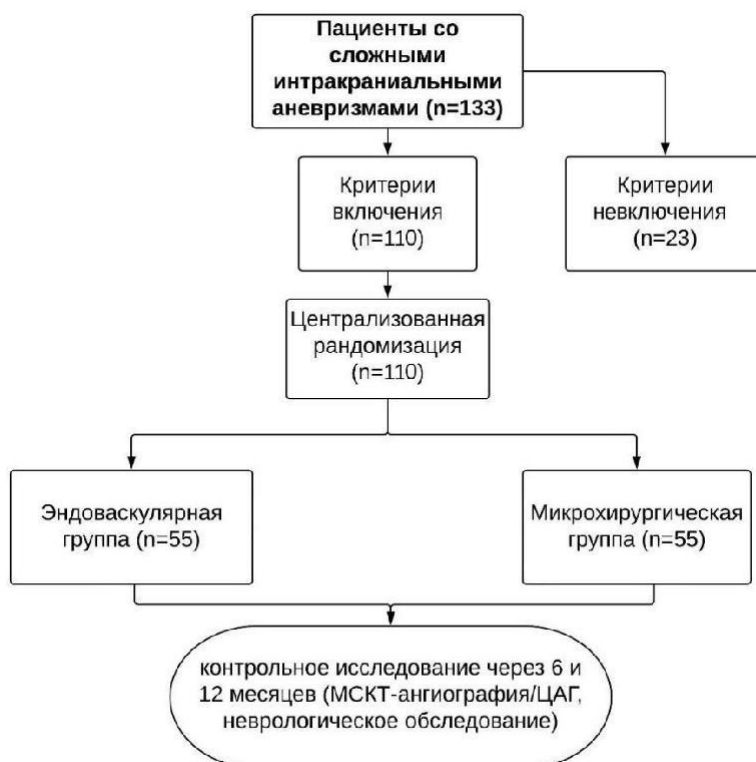 Пациенты со
сложными
интракраниальными
аневризмами (n=133)
Критерии
включения
(n=110)
Критерии
невключения
(n=23)
Централизованная
рандомизация
(n=110)
Эндоваскулярная
группа (n=55)
Микрохирургическая
группа (n=55)
контрольное исследование через 6 и
12 месяцев (МСКТ-ангиография/ЦАГ,
неврологическое обследование)